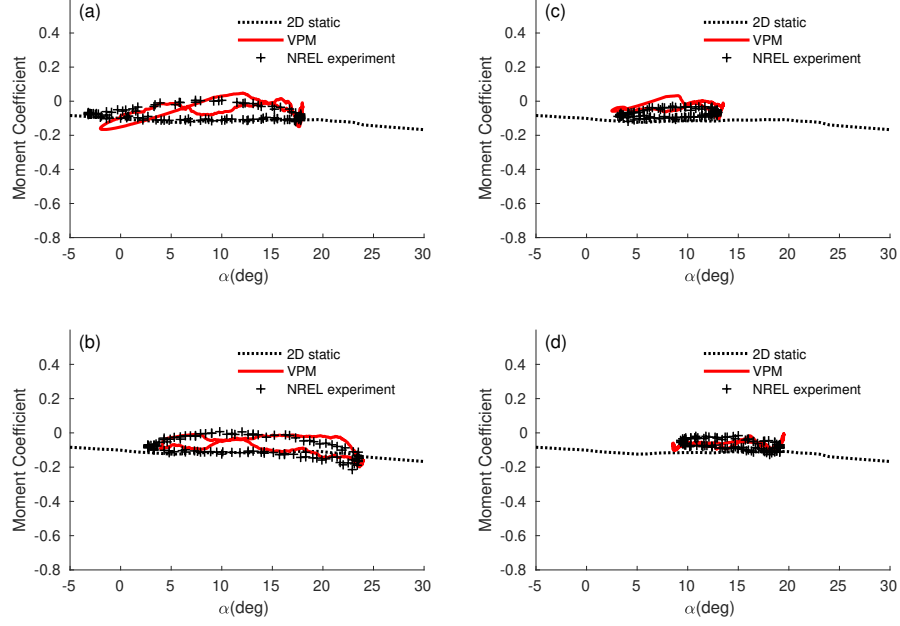 (a)
2D static
VPM
NREL experiment
0.4
0.2
0
-0.2
-0.4
-0.6
-0.8
Moment Coefficient
-5 0 5 10 15 20 25 30
α(deg)
(c)
2D static
VPM
NREL experiment
0.4
0.2
0
-0.2
-0.4
-0.6
-0.8
Moment Coefficient
-5 0 5 10 15 20 25 30
α(deg)
(b)
2D static
VPM
NREL experiment
0.4
0.2
0
-0.2
-0.4
-0.6
-0.8
Moment Coefficient
-5 0 5 10 15 20 25 30
α(deg)
(d)
2D static
VPM
NREL experiment
0.4
0.2
0
-0.2
-0.4
-0.6
-0.8
Moment Coefficient
-5 0 5 10 15 20 25 30
α(deg)